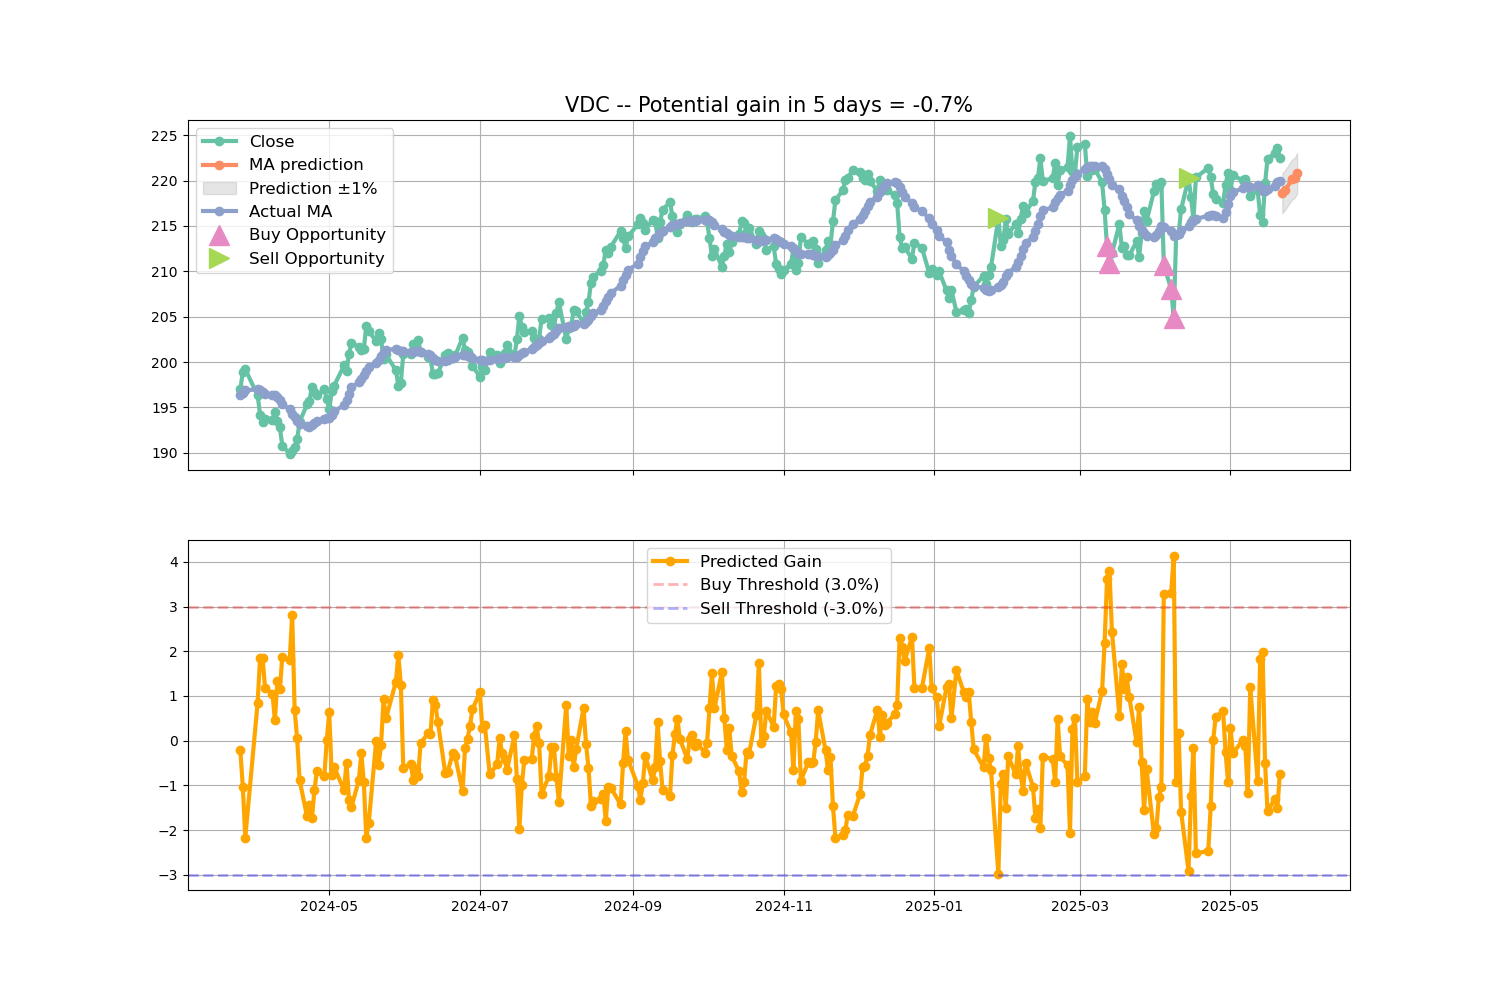 VDC -- Potential gain in 5 days = -0.7%
225
220
215
210
205
200
195
190
Close
MA prediction
Prediction ±1%
Actual MA
Buy Opportunity
Sell Opportunity
4
3
2
1
0
−1
−2
−3
Predicted Gain
Buy Threshold (3.0%)
Sell Threshold (-3.0%)
2024-05
2024-07
2024-09
2024-11
2025-01
2025-03
2025-05